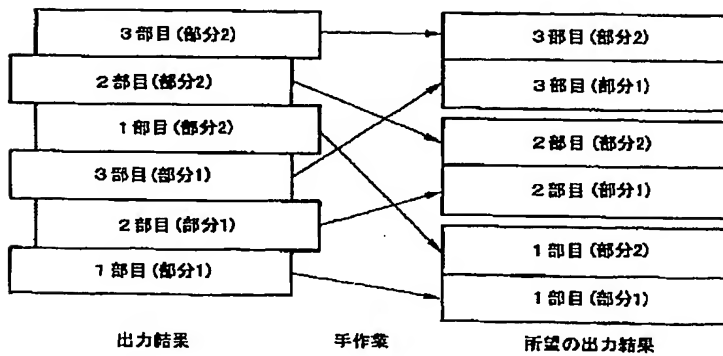 3部目(部分2)
2部目(部分2)
1部目(部分2)
3部目(部分1)
2部目(部分1)
1部目(部分1)
出力結果
手作業
3部目(部分2)
3部目(部分1)
2部目(部分2)
2部目(部分1)
1部目(部分2)
1部目(部分1)
所望の出力結果